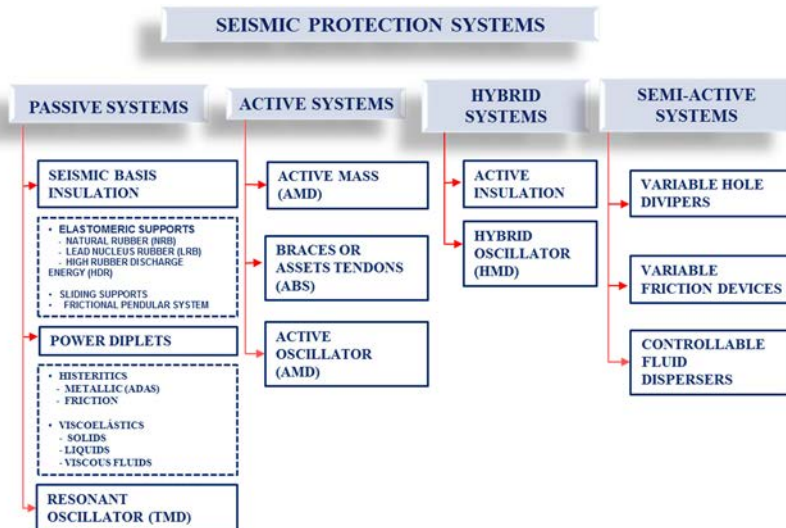 SEISMIC PROTECTION SYSTEMS
PASSIVE SYSTEMS
SEISMIC BASIS
INSULATION
• ELASTOMERIC SUPPORTS
- NATURAL RUBBER (NRB)
- LEAD NUCLEUS RUBBER (LRB)
- HIGH RUBBER DISCHARGE
ENERGY (HDR)
• SLIDING SUPPORTS
• FRICTIONAL PENDULAR SYSTEM
POWER DIPLETS
• HISTERITICS
- METALLIC (ADAS)
- FRICTION
• VISCOELÁSTICS
- SOLIDS
- LIQUIDS
- VISCOUS FLUIDS
RESONANT
OSCILLATOR (TMD)
ACTIVE SYSTEMS
ACTIVE MASS
(AMD)
BRACES OR
ASSETS TENDONS
(ABS)
ACTIVE
OSCILLATOR
(AMD)
HYBRID
SYSTEMS
ACTIVE
INSULATION
HYBRID
OSCILLATOR
(HMD)
SEMI-ACTIVE
SYSTEMS
VARIABLE HOLE
DIVIPERS
VARIABLE
FRICTION DEVICES
CONTROLLABLE
FLUID
DISPERSERS